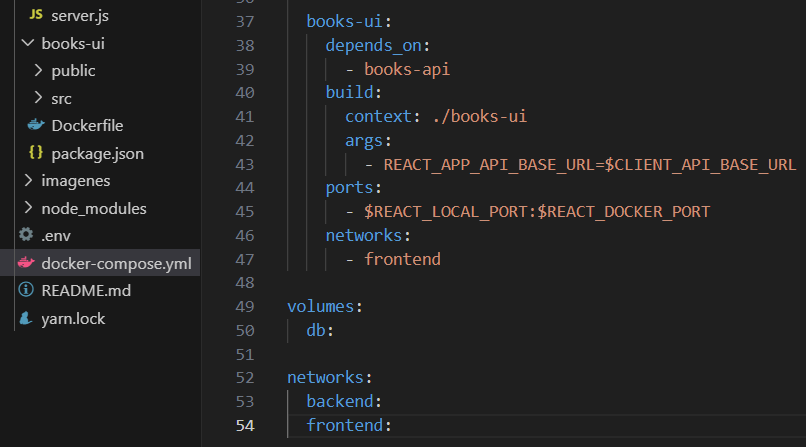 server.js
books-ui
public
src
Dockerfile
package.json
imagenes
node_modules
.env
docker-compose.yml
README.md
yarn.lock
37 books-ui:
38 depends_on:
39 - books-api
40 build:
41 context: ./books-ui
42 args:
43 - REACT_APP_API_BASE_URL=$CLIENT_API_BASE_URL
44 ports:
45 - $REACT_LOCAL_PORT:$REACT_DOCKER_PORT
46 networks:
47 - frontend
48
49 volumes:
50 db:
51
52 networks:
53 backend:
54 frontend: